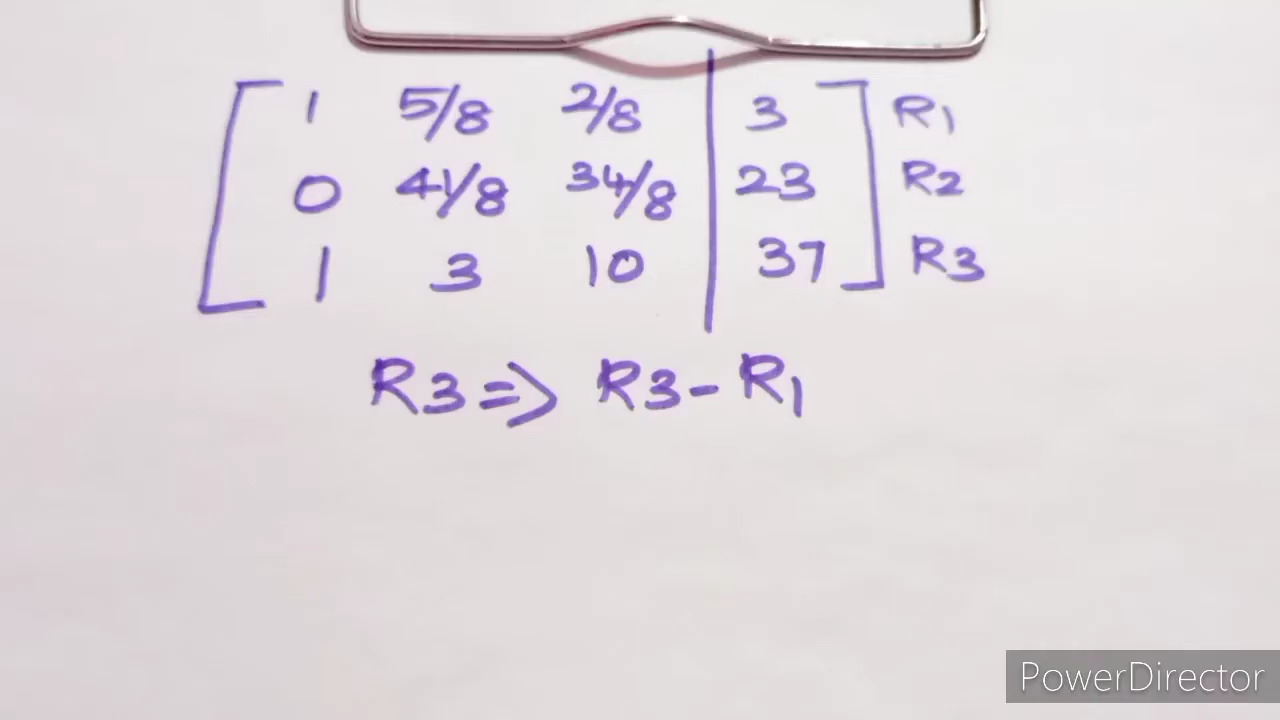 1 5/8 2/8 3 R1
0 41/8 34/8 23 R2
1 3 10 37 R3
R3 => R3 - R1
PowerDirector